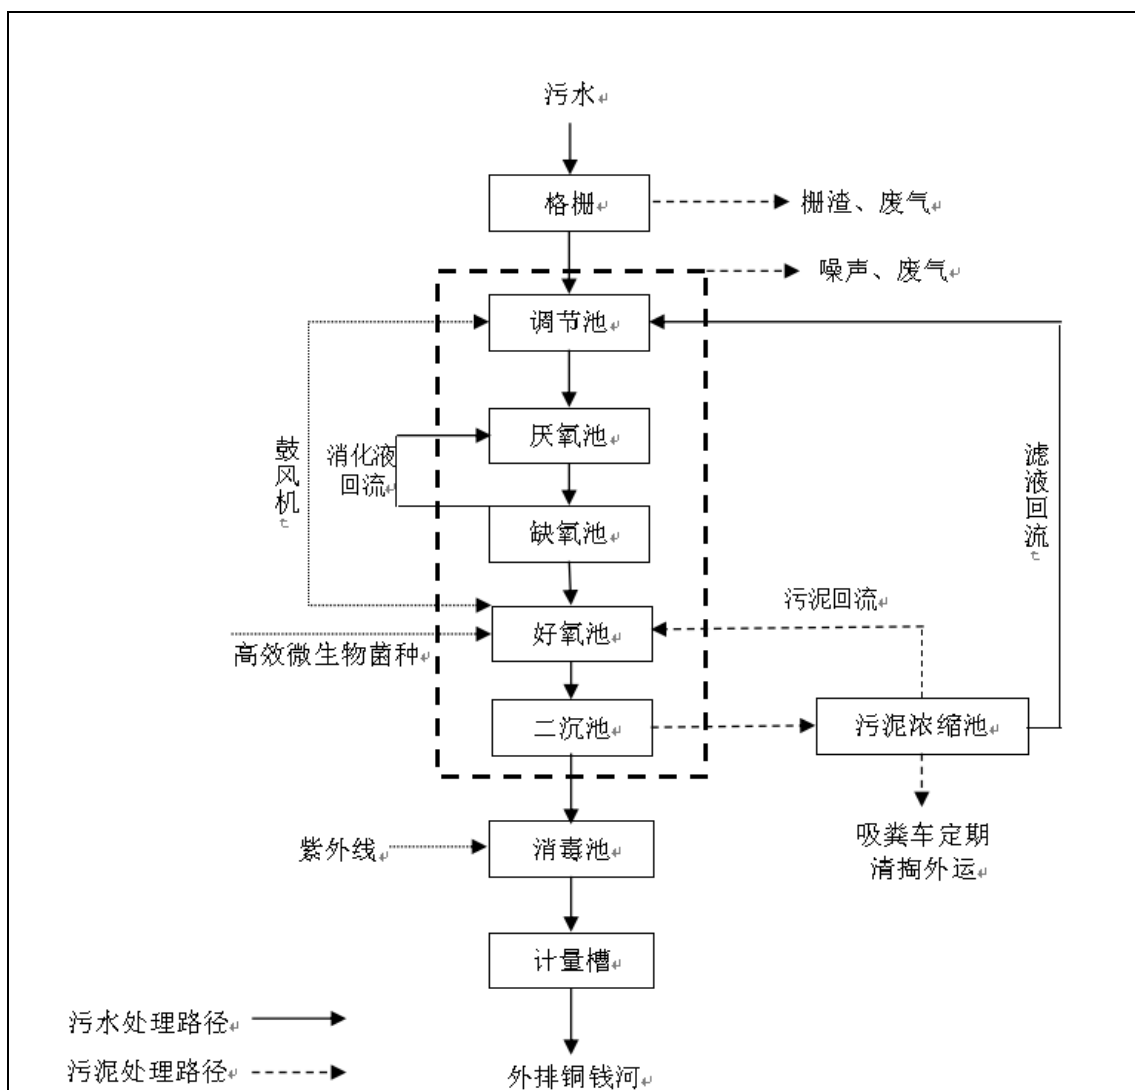 污水
格栅
栅渣、废气
噪声、废气
调节池
厌氧池
消化液
回流
鼓风机
滤液回流
缺氧池
污泥回流
好氧池
高效微生物菌种
二沉池
污泥浓缩池
紫外线
消毒池
吸粪车定期
清掏外运
计量槽
污水处理路径
污泥处理路径
外排铜钱河